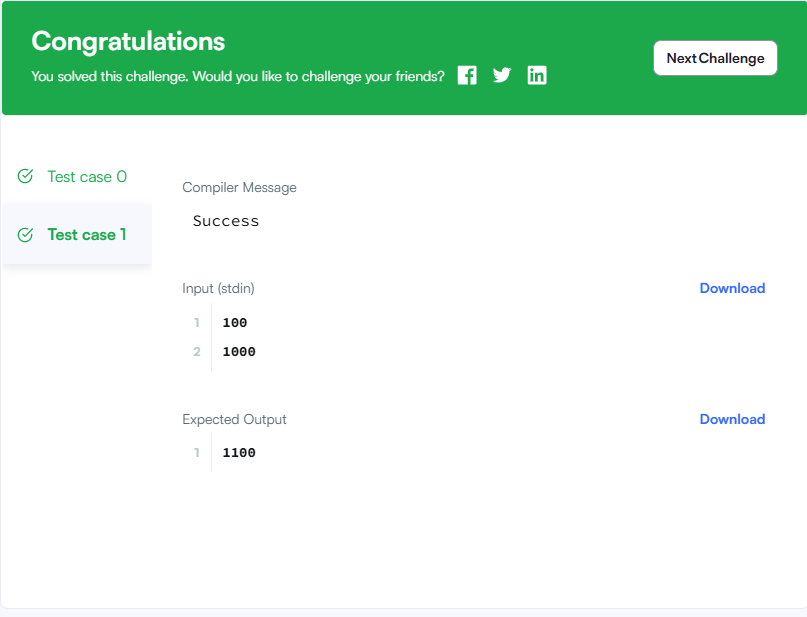 Congratulations
You solved this challenge. Would you like to challenge your friends?
Next Challenge
Test case 0
Test case 1
Compiler Message
Success
Input (stdin)
Download
1 100
2 1000
Expected Output
Download
1 1100